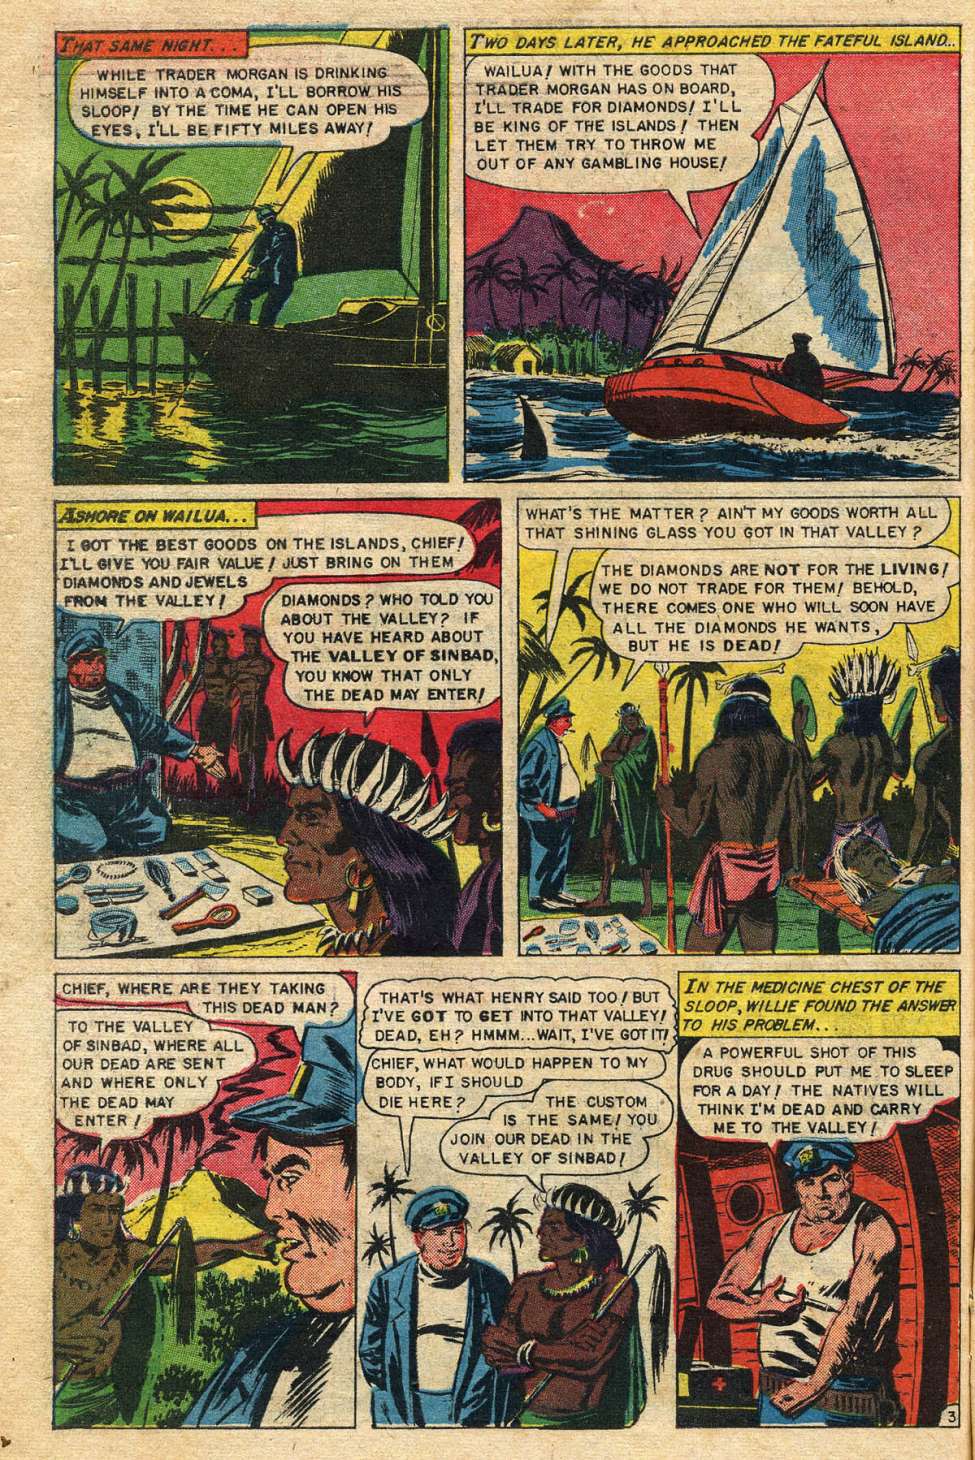 THAT SAME NIGHT...
WHILE TRADER MORGAN IS DRINKING
HIMSELF INTO A COMA, I'LL BORROW HIS
SLOOP! BY THE TIME HE CAN OPEN HIS
EYES, I'LL BE FIFTY MILES AWAY!
TWO DAYS LATER, HE APPROACHED THE FATEFUL ISLAND..
WAILUA! WITH THE GOODS THAT
TRADER MORGAN HAS ON BOARD,
I'LL TRADE FOR DIAMONDS! I'LL
BE KING OF THE ISLANDS! THEN
LET THEM TRY TO THROW ME
OUT OF ANY GAMBLING HOUSE!
ASHORE ON WAILUA...
I GOT THE BEST GOODS ON THE ISLANDS, CHIEF!
I'LL GIVE YOU FAIR VALUE! JUST BRING ON THEM
DIAMONDS AND JEWELS
FROM THE VALLEY!
DIAMONDS? WHO TOLD YOU
ABOUT THE VALLEY? IF
YOU HAVE HEARD ABOUT
THE VALLEY OF SINBAD,
YOU KNOW THAT ONLY
THE DEAD MAY ENTER!
WHAT'S THE MATTER? AIN'T MY GOODS WORTH ALL
THAT SHINING GLASS YOU GOT IN THAT VALLEY?
THE DIAMONDS ARE NOT FOR THE LIVING!
WE DO NOT TRADE FOR THEM! BEHOLD,
THERE COMES ONE WHO WILL SOON HAVE
ALL THE DIAMONDS HE WANTS,
BUT HE IS DEAD!
CHIEF, WHERE ARE THEY TAKING
THIS DEAD MAN?
TO THE VALLEY
OF SINBAD, WHERE ALL
OUR DEAD ARE SENT
AND WHERE ONLY
THE DEAD MAY
ENTER!
THAT'S WHAT HENRY SAID TOO! BUT
I'VE GOT TO GET INTO THAT VALLEY!
DEAD, EH? HMMM...WAIT, I'VE GOT IT!
CHIEF, WHAT WOULD HAPPEN TO MY
BODY, IF I SHOULD
DIE HERE?
THE CUSTOM
IS THE SAME! YOU
JOIN OUR DEAD IN THE
VALLEY OF SINBAD!
IN THE MEDICINE CHEST OF THE
SLOOP, WILLIE FOUND THE ANSWER
TO HIS PROBLEM...
A POWERFUL SHOT OF THIS
DRUG SHOULD PUT ME TO SLEEP
FOR A DAY! THE NATIVES WILL
THINK I'M DEAD AND CARRY
ME TO THE VALLEY!
3